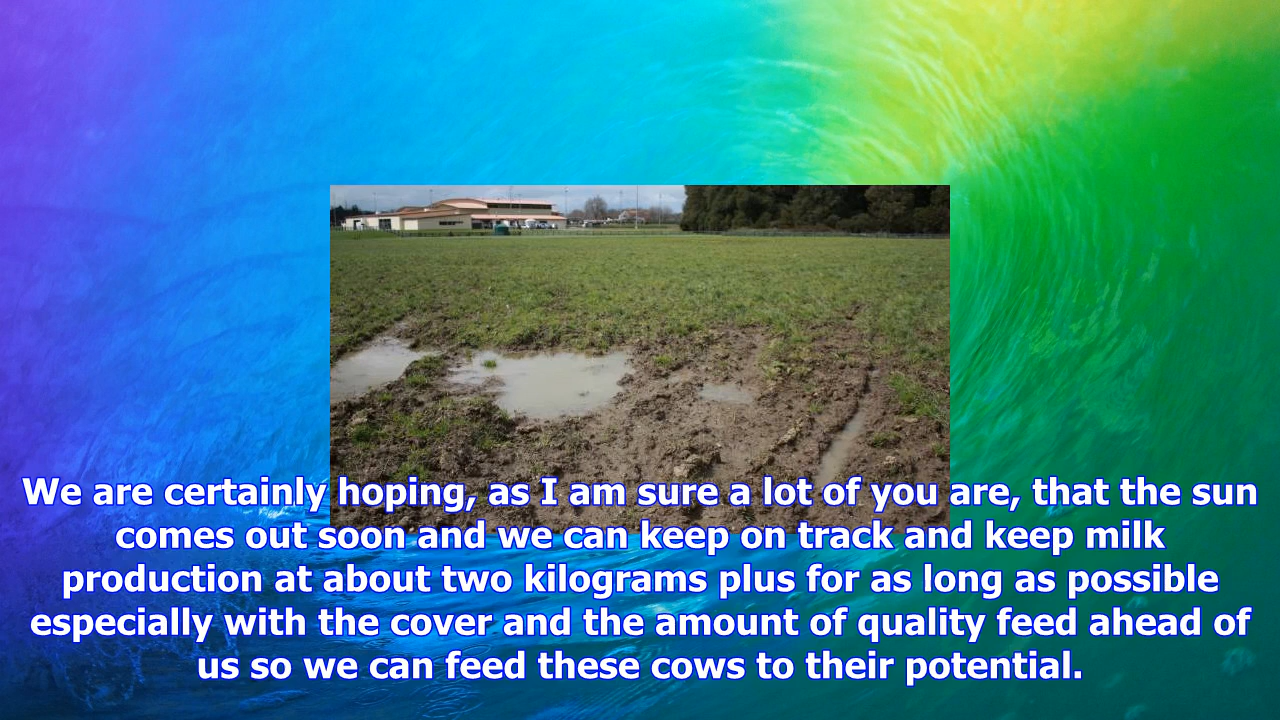 We are certainly hoping, as I am sure a lot of you are, that the sun
comes out soon and we can keep on track and keep milk
production at about two kilograms plus for as long as possible
especially with the cover and the amount of quality feed ahead of
us so we can feed these cows to their potential.